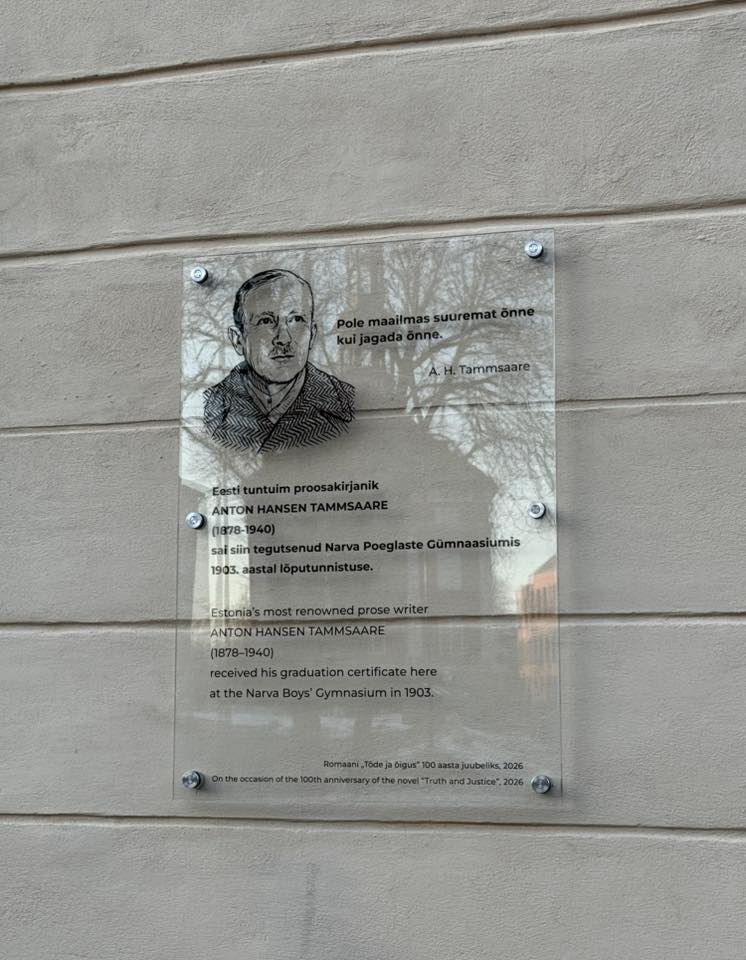 Pole maailmas suuremat õnne
kui jagada õnne.
A. H. Tammsaare
Eesti tuntuim proosakirjanik
ANTON HANSEN TAMMSAARE
(1878-1940)
sai siin tegutsenud Narva Poeglaste Gümnaasiumis
1903. aastal lõputunnistuse.
Estonia's most renowned prose writer
ANTON HANSEN TAMMSAARE
(1878–1940)
received his graduation certificate here
at the Narva Boys' Gymnasium in 1903.
Romaani „Tõde ja õigus” 100 aasta juubeliks, 2026
On the occasion of the 100th anniversary of the novel “Truth and Justice”, 2026